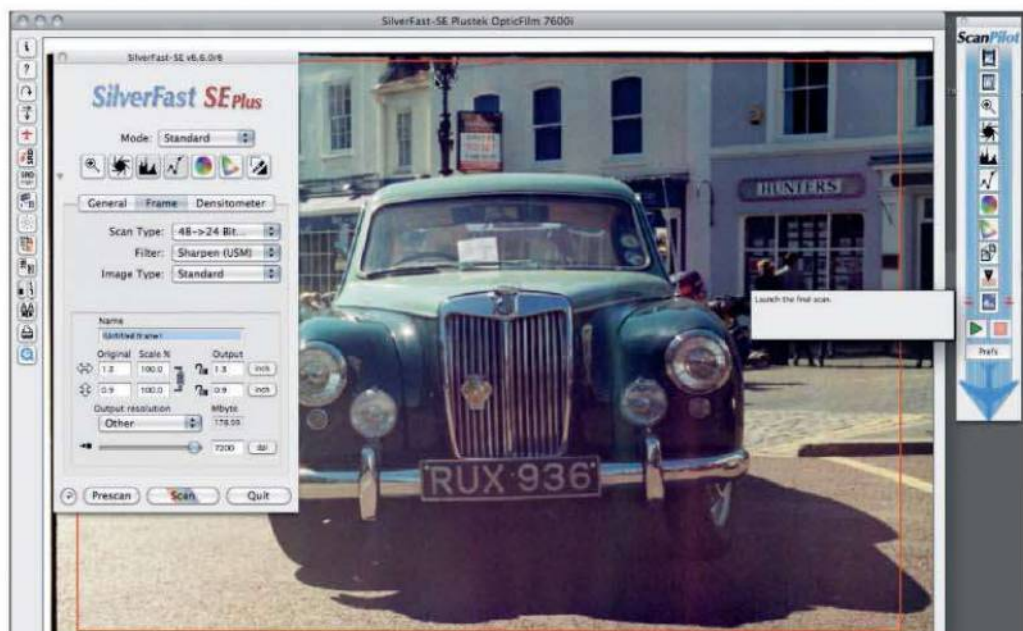 SilverFast-SE Plustek OpticFilm 7600i
ScanPilot
SilverFast-SE v6.6.0r6
SilverFast SE Plus
Mode: Standard
General Frame Densitometer
Scan Type: 48->24 Bit...
Filter: Sharpen (USM)
Image Type: Standard
Name
Original Scale % Output
1.3 100.0 1.3 inch
0.9 100.0 0.9 inch
Output resolution Mbyte
Other
7200 dpi
Prescan Scan Quit
HUNTERS
Launch the final scan.
Prefs
RUX 936